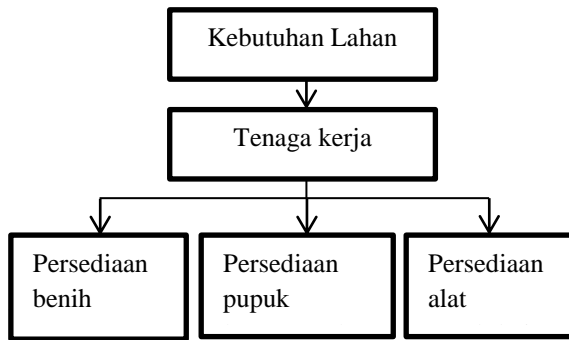 Kebutuhan Lahan
Tenaga kerja
Persediaan
benih
Persediaan
pupuk
Persediaan
alat